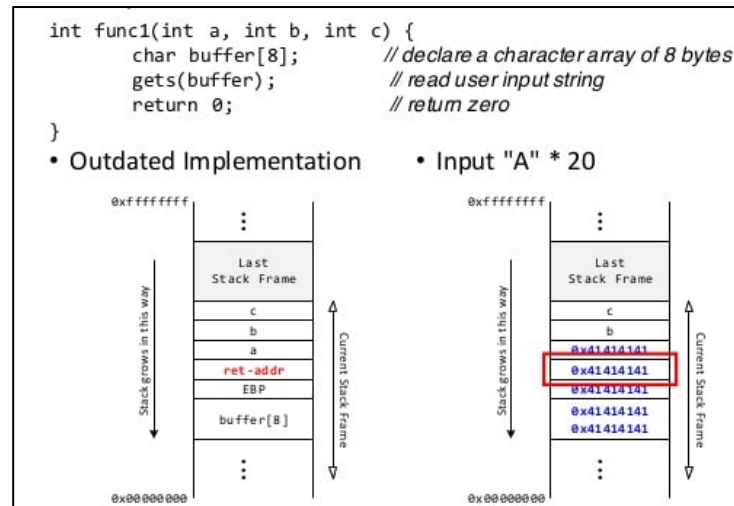 int func1(int a, int b, int c) {
char buffer[8]; // declare a character array of 8 bytes
gets(buffer); // read user input string
return 0; // return zero
}
• Outdated Implementation
0xffffffff
⋮
Last
Stack Frame
c
b
a
ret-addr
EBP
buffer[8]
⋮
0x00000000
Stack grows in this way
Current Stack Frame
• Input "A" * 20
0xffffffff
⋮
Last
Stack Frame
c
b
0x41414141
0x41414141
0x41414141
0x41414141
0x41414141
⋮
0x00000000
Stack grows in this way
Current Stack Frame